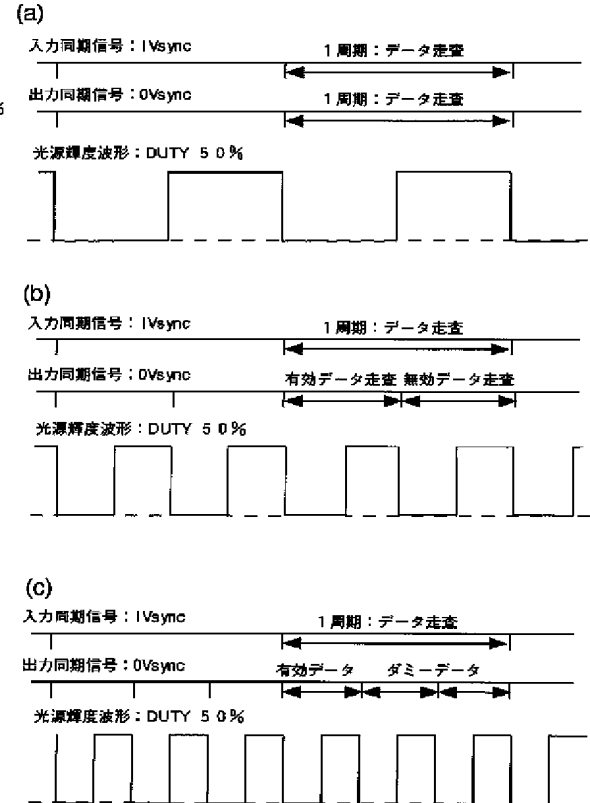 (a)
入力同期信号：IVsync
1周期：データ走査
出力同期信号：0Vsync
1周期：データ走査
%
光源輝度波形：DUTY 50%
(b)
入力同期信号：IVsync
1周期：データ走査
出力同期信号：0Vsync
有効データ走査 無効データ走査
光源輝度波形：DUTY 50%
(c)
入力同期信号：IVsync
1周期：データ走査
出力同期信号：0Vsync
有効データ ダミーデータ
光源輝度波形：DUTY 50%